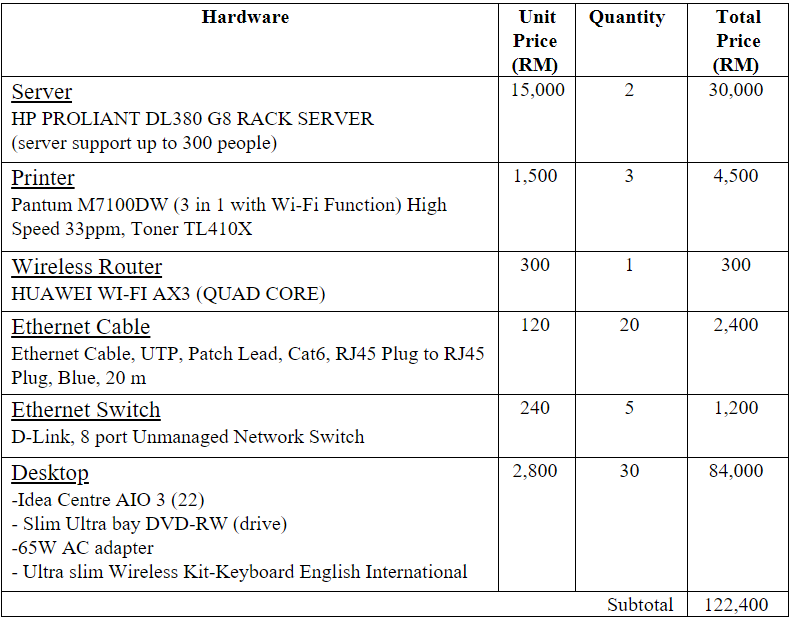 Hardware Unit Price (RM) Quantity Total Price (RM)
Server 15,000 2 30,000
HP PROLIANT DL380 G8 RACK SERVER
(server support up to 300 people)
Printer 1,500 3 4,500
Pantum M7100DW (3 in 1 with Wi-Fi Function) High
Speed 33ppm, Toner TL410X
Wireless Router 300 1 300
HUAWEI WI-FI AX3 (QUAD CORE)
Ethernet Cable 120 20 2,400
Ethernet Cable, UTP, Patch Lead, Cat6, RJ45 Plug to RJ45
Plug, Blue, 20 m
Ethernet Switch 240 5 1,200
D-Link, 8 port Unmanaged Network Switch
Desktop 2,800 30 84,000
-Idea Centre AIO 3 (22)
- Slim Ultra bay DVD-RW (drive)
-65W AC adapter
- Ultra slim Wireless Kit-Keyboard English International
Subtotal 122,400